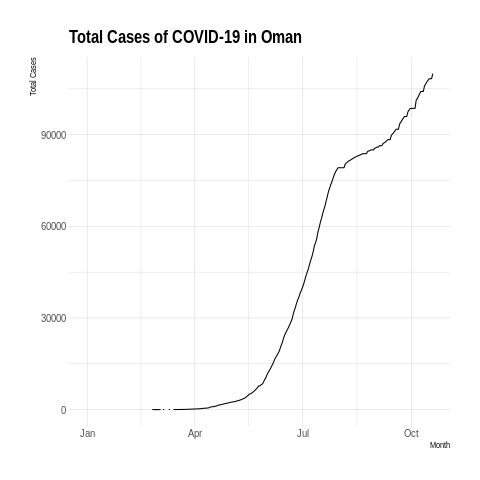 Total Cases of COVID-19 in Oman
Total Cases
90000
60000
30000
0
Jan Apr Jul Oct
Month